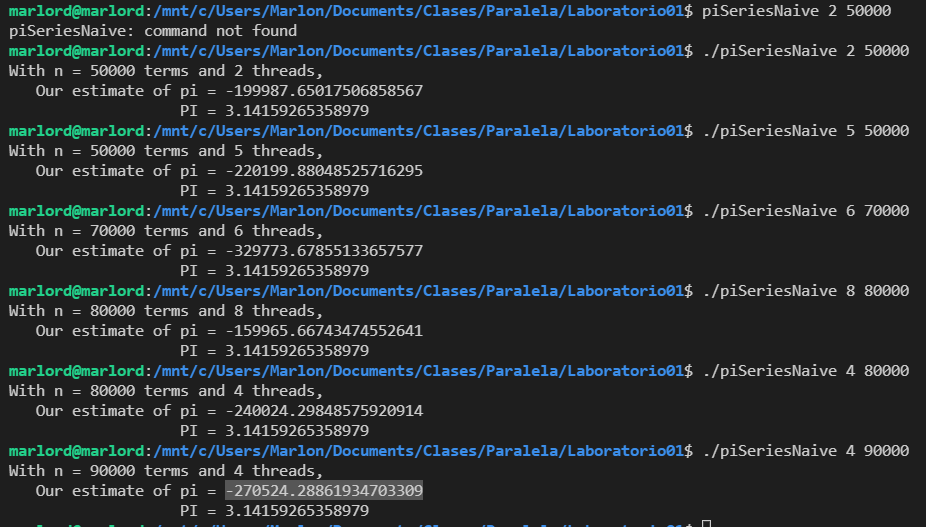 marlord@marlord:/mnt/c/Users/Marlon/Documents/Clases/Paralela/Laboratorio01$ piSeriesNaive 2 50000
piSeriesNaive: command not found
marlord@marlord:/mnt/c/Users/Marlon/Documents/Clases/Paralela/Laboratorio01$ ./piSeriesNaive 2 50000
With n = 50000 terms and 2 threads,
   Our estimate of pi = -199987.65017506858567
                   PI = 3.14159265358979
marlord@marlord:/mnt/c/Users/Marlon/Documents/Clases/Paralela/Laboratorio01$ ./piSeriesNaive 5 50000
With n = 50000 terms and 5 threads,
   Our estimate of pi = -220199.88048525716295
                   PI = 3.14159265358979
marlord@marlord:/mnt/c/Users/Marlon/Documents/Clases/Paralela/Laboratorio01$ ./piSeriesNaive 6 70000
With n = 70000 terms and 6 threads,
   Our estimate of pi = -329773.67855133657577
                   PI = 3.14159265358979
marlord@marlord:/mnt/c/Users/Marlon/Documents/Clases/Paralela/Laboratorio01$ ./piSeriesNaive 8 80000
With n = 80000 terms and 8 threads,
   Our estimate of pi = -159965.66743474552641
                   PI = 3.14159265358979
marlord@marlord:/mnt/c/Users/Marlon/Documents/Clases/Paralela/Laboratorio01$ ./piSeriesNaive 4 80000
With n = 80000 terms and 4 threads,
   Our estimate of pi = -240024.29848575920914
                   PI = 3.14159265358979
marlord@marlord:/mnt/c/Users/Marlon/Documents/Clases/Paralela/Laboratorio01$ ./piSeriesNaive 4 90000
With n = 90000 terms and 4 threads,
   Our estimate of pi = -270524.28861934703309
                   PI = 3.14159265358979